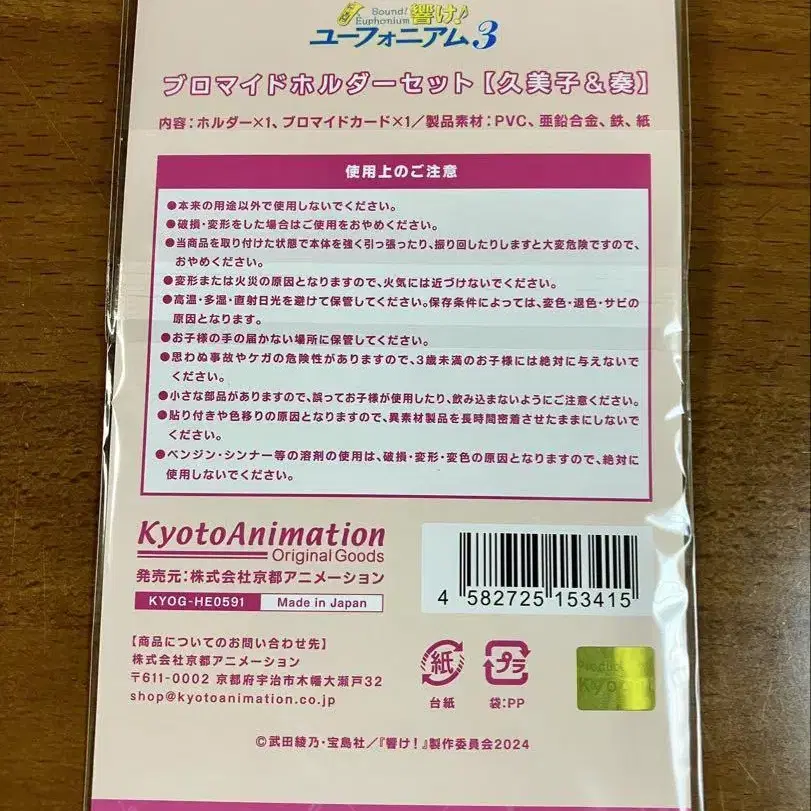 Sound! Euphonium 響け!
ユーフォニアム3
ブロマイドホルダーセット【久美子&奏】
内容:ホルダー×1、ブロマイドカード×1/製品素材:PVC、亜鉛合金、鉄、紙
使用上のご注意
●本来の用途以外で使用しないでください。
●破損・変形をした場合はご使用をおやめください。
●当商品を取り付けた状態で本体を強く引っ張ったり、振り回したりしますと大変危険ですので、
おやめください。
●変形または火災の原因となりますので、火気には近づけないでください。
●高温・多湿・直射日光を避けて保管してください。保存条件によっては、変色・退色・サビの
原因となります。
●お子様の手の届かない場所に保管してください。
●思わぬ事故やケガの危険性がありますので、3歳未満のお子様には絶対に与えないで
ください。
●小さな部品がありますので、誤ってお子様が使用したり、飲み込まないようにご注意ください。
●貼り付きや色移りの原因となりますので、異素材製品を長時間密着させたままにしないで
ください。
●ベンジン・シンナー等の溶剤の使用は、破損・変形・変色の原因となりますので、絶対に
使用しないでください。
KyotoAnimation
Original Goods
発売元:株式会社京都アニメーション
KYOG-HE0591 Made in Japan
4 582725 153415
【商品についてのお問い合わせ先】
株式会社京都アニメーション
〒611-0002 京都府宇治市木幡大瀬戸32
shop@kyotoanimation.co.jp
紙
台紙
プラ
袋:PP
©武田綾乃・宝島社/『響け!』製作委員会2024